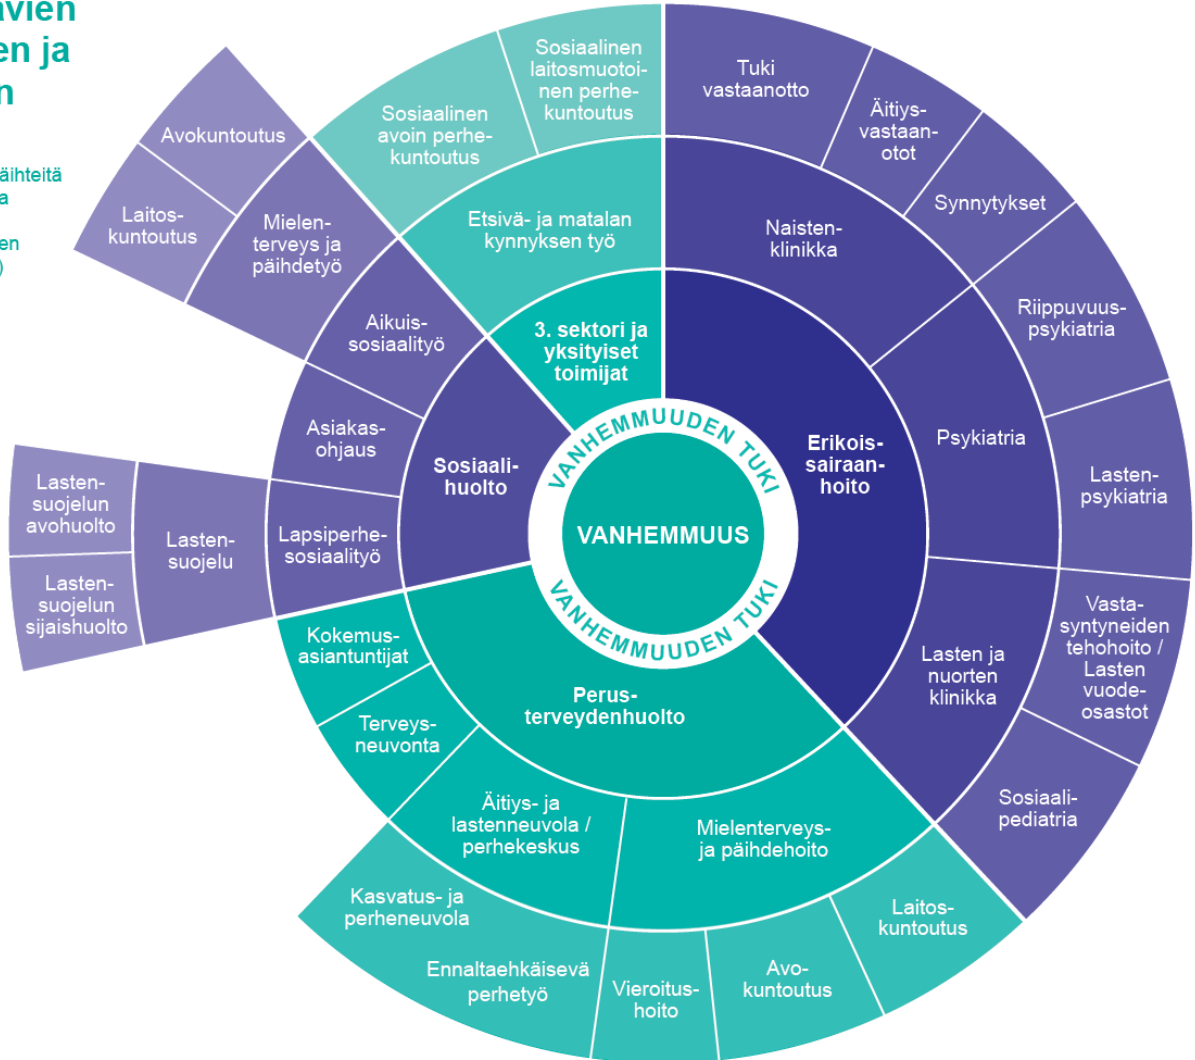 en ja
n
a
en
)
Sosiaalinen
laitosmuotoi-
nen perhe-
kuntoutus
Sosiaalinen
avoin perhe-
kuntoutus
Etsivä- ja matalan
kynnyksen työ
3. sektori ja
yksityiset
toimijat
Tuki
vastaanotto
Äitiys-
vastaan-
otot
Synnytykset
Naisten-
klinikka
Riippuvuus-
psykiatria
Lasten-
psykiatria
Psykiatria
Erikois-
sairaan-
hoito
Vasta-
syntyneiden
tehohoito /
Lasten
vuode-
osastot
Sosiaali-
pediatria
Lasten ja
nuorten
klinikka
Avokuntoutus
Laitos-
kuntoutus
Mielen-
terveys ja
päihdetyö
Aikuis-
sosiaalityö
Asiakas-
ohjaus
Sosiaali-
huolto
Lapsiperhe-
sosiaalityö
Lasten-
suojelu
Lasten-
suojelun
avohuolto
Lasten-
suojelun
sijaishuolto
VANHEMMUUDEN TUKI
VANHEMMUUS
VANHEMMUUDEN TUKI
Perus-
terveydenhuolto
Kokemus-
asiantuntijat
Terveys-
neuvonta
Äitiys- ja
lastenneuvola /
perhekeskus
Mielenterveys-
ja päihdehoito
Kasvatus- ja
perheneuvola
Ennaltaehkäisevä
perhetyö
Vieroitus-
hoito
Avo-
kuntoutus
Laitos-
kuntoutus